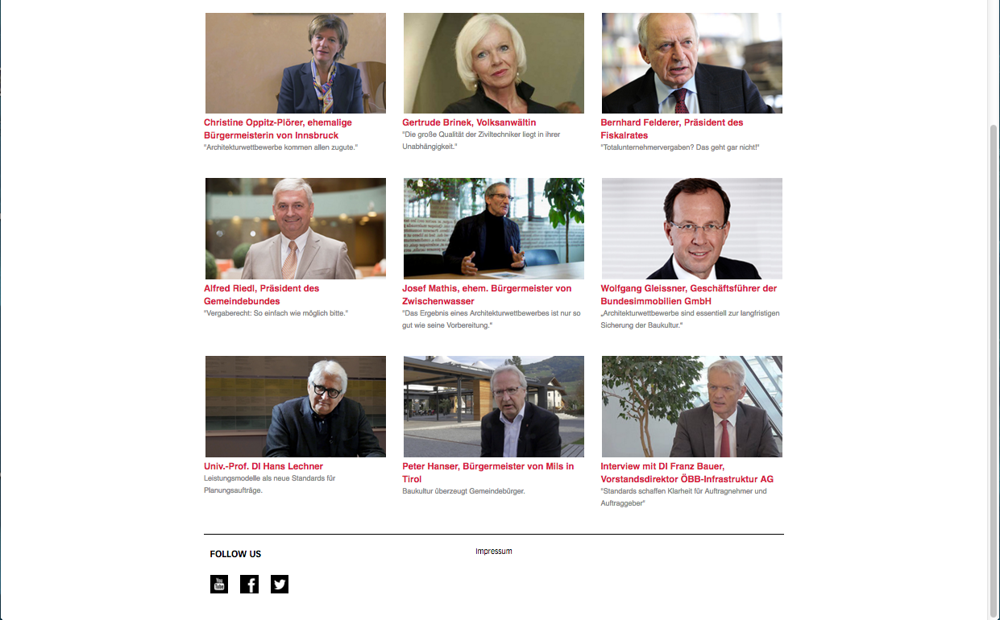 Christine Oppitz-Plörer, ehemalige
Bürgermeisterin von Innsbruck
"Architekturwettbewerbe kommen allen zugute."
Gertrude Brinek, Volksanwältin
"Die große Qualität der Ziviltechniker liegt in ihrer
Unabhängigkeit."
Bernhard Felderer, Präsident des
Fiskalrates
"Totalunternehmervergaben? Das geht gar nicht!"
Alfred Riedl, Präsident des
Gemeindebundes
"Vergaberecht: So einfach wie möglich bitte."
Josef Mathis, ehem. Bürgermeister von
Zwischenwasser
"Das Ergebnis eines Architekturwettbewerbes ist nur so
gut wie seine Vorbereitung.“
Wolfgang Gleissner, Geschäftsführer der
Bundesimmobilien GmbH
„Architekturwettbewerbe sind essentiell zur langfristigen
Sicherung der Baukultur.“
Univ.-Prof. DI Hans Lechner
Leistungsmodelle als neue Standards für
Planungsaufträge.
Peter Hanser, Bürgermeister von Mils in
Tirol
Baukultur überzeugt Gemeindebürger.
Interview mit DI Franz Bauer,
Vorstandsdirektor ÖBB-Infrastruktur AG
"Standards schaffen Klarheit für Auftragnehmer und
Auftraggeber"
FOLLOW US
Impressum
You
Tube